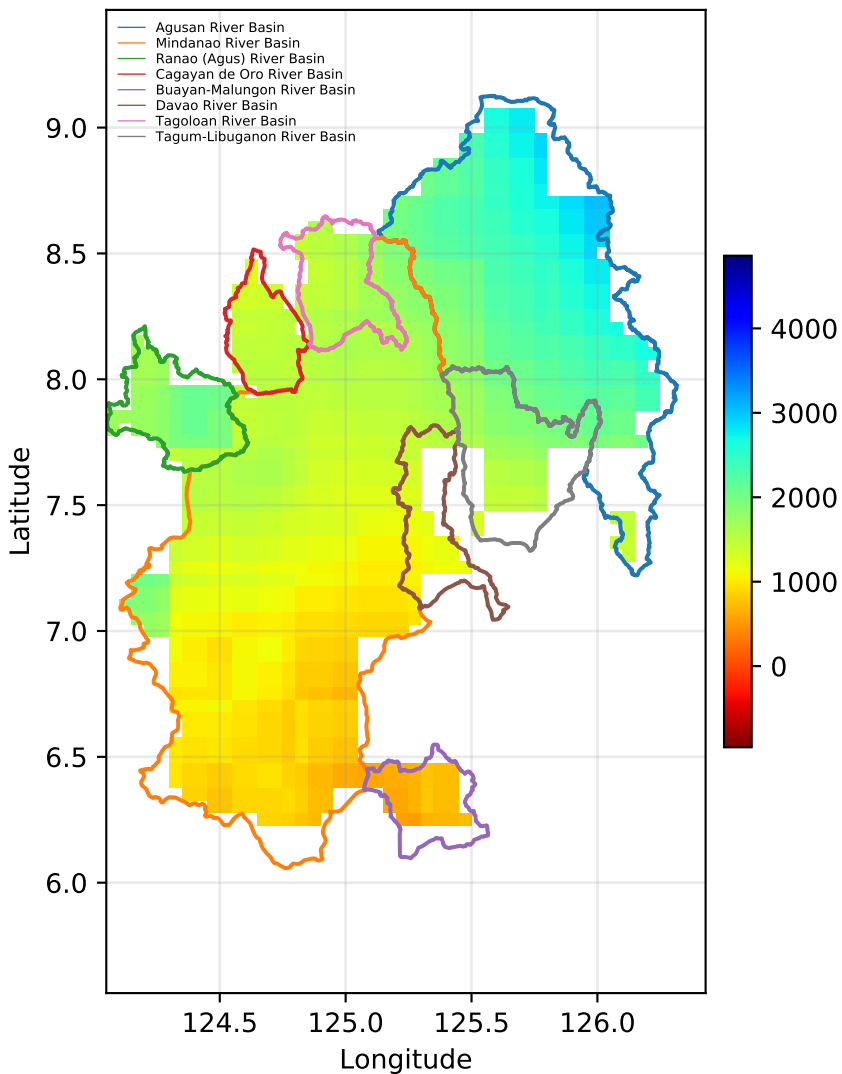 Agusan River Basin
Mindanao River Basin
Ranao (Agus) River Basin
Cagayan de Oro River Basin
Buayan-Malungon River Basin
Davao River Basin
Tagoloan River Basin
Tagum-Libuganon River Basin
9.0
8.5
8.0
7.5
7.0
6.5
6.0
Latitude
124.5 125.0 125.5 126.0
Longitude
4000
3000
2000
1000
0